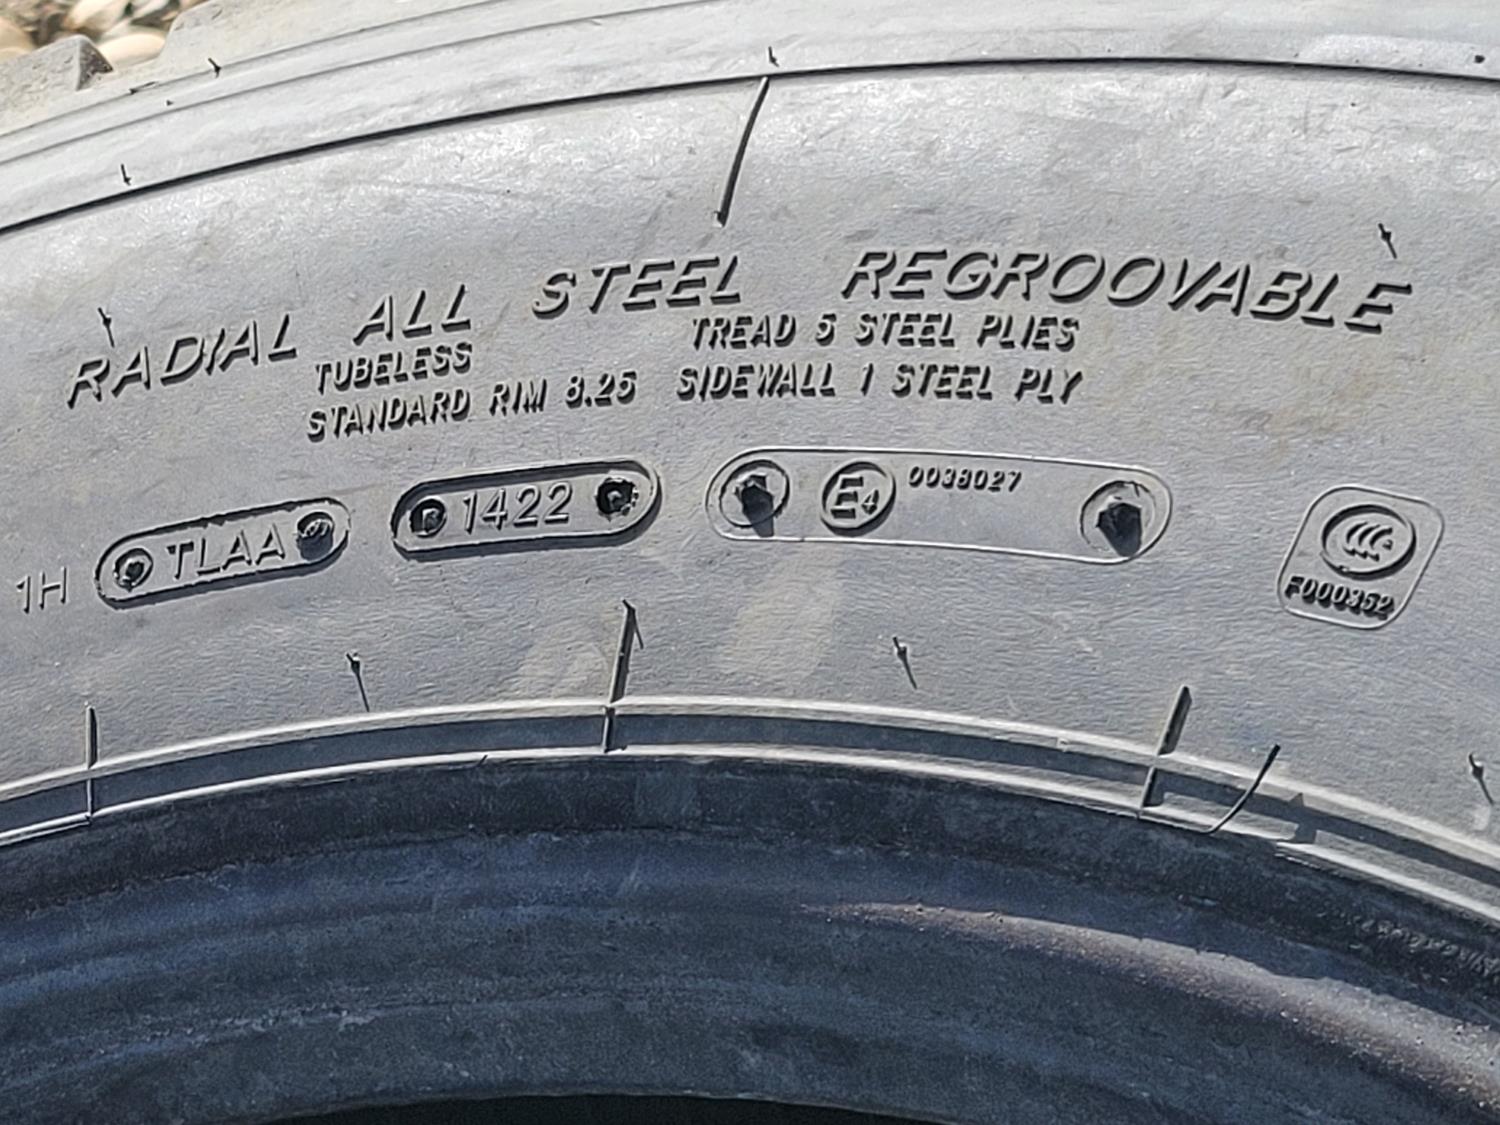 RADIAL ALL STEEL REGROOVABLE
TUBELESS
STANDARD RIM 8.25
TREAD 5 STEEL PLIES
SIDEWALL 1 STEEL PLY
1H TLAA
1422
E4 0038027
CCC
F000352